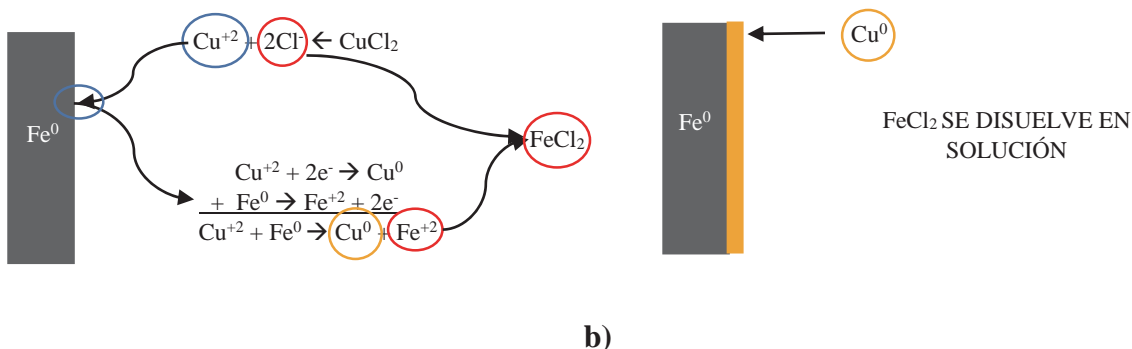 Cu⁺² + 2Cl⁻ ← CuCl₂
Fe⁰
FeCl₂
Cu⁺² + 2e⁻ → Cu⁰
+ Fe⁰ → Fe⁺² + 2e⁻
Cu⁺² + Fe⁰ → Cu⁰ + Fe⁺²
Cu⁰
Fe⁰
FeCl₂ SE DISUELVE EN
SOLUCIÓN
b)